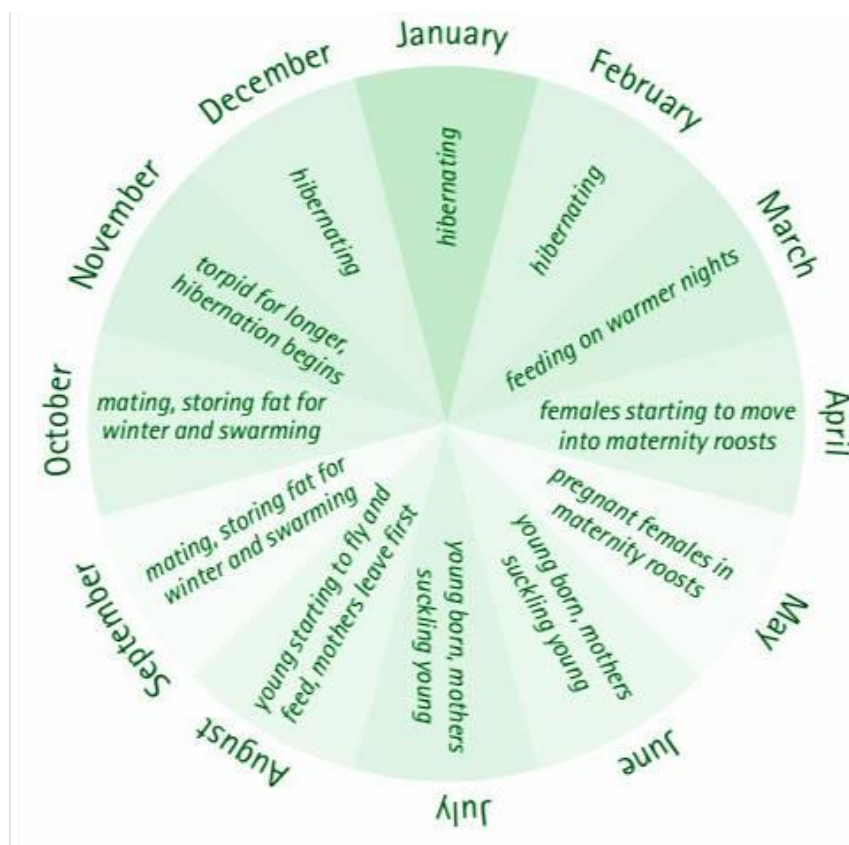 January
hibernating
February
hibernating
March
feeding on warmer nights
April
females starting to move
into maternity roosts
May
pregnant females in
maternity roosts
June
young born, mothers
suckling young
July
young born, mothers
suckling young
August
young starting to fly and
feed, mothers leave first
September
mating, storing fat for
winter and swarming
October
mating, storing fat for
winter and swarming
November
torpid for longer,
hibernation begins
December
hibernating